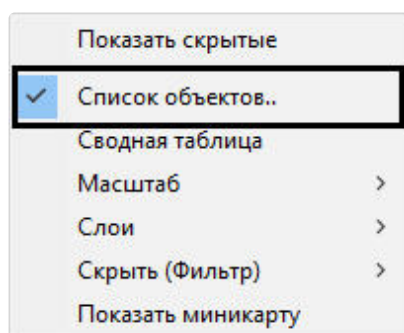 Показать скрытые
Список объектов..
Сводная таблица
Масштаб
Слои
Скрыть (Фильтр)
Показать миникарту